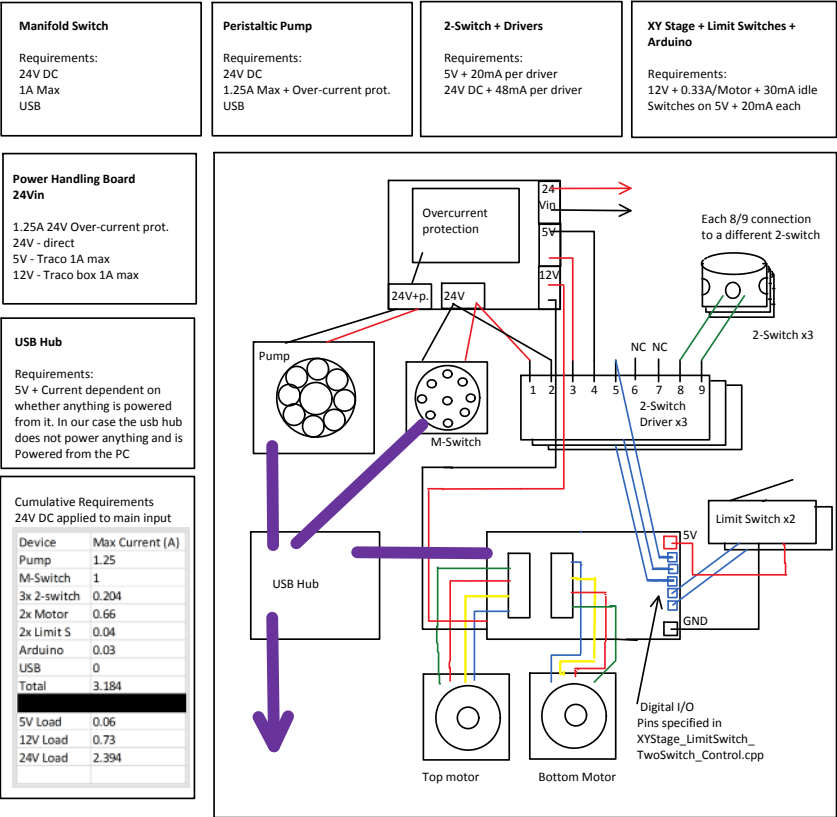 Manifold Switch
Requirements:
24V DC
1A Max
USB
Peristaltic Pump
Requirements:
24V DC
1.25A Max + Over-current prot.
USB
2-Switch + Drivers
Requirements:
5V + 20mA per driver
24V DC + 48mA per driver
XY Stage + Limit Switches +
Arduino
Requirements:
12V + 0.33A/Motor + 30mA idle
Switches on 5V + 20mA each
Power Handling Board
24Vin
1.25A 24V Over-current prot.
24V - direct
5V - Traco 1A max
12V - Traco box 1A max
USB Hub
Requirements:
5V + Current dependent on
whether anything is powered
from it. In our case the usb hub
does not power anything and is
Powered from the PC
Cumulative Requirements
24V DC applied to main input
Device Max Current (A)
Pump 1.25
M-Switch 1
3x 2-switch 0.204
2x Motor 0.66
2x Limit S 0.04
Arduino 0.03
USB 0
Total 3.184
5V Load 0.06
12V Load 0.73
24V Load 2.394
Overcurrent
protection
24
Vin
5V
12V
24V+p.
24V
Each 8/9 connection
to a different 2-switch
2-Switch x3
Pump
M-Switch
NC NC
1 2 3 4 5 6 7 8 9
2-Switch
Driver x3
Limit Switch x2
5V
GND
USB Hub
Digital I/O
Pins specified in
XYStage_LimitSwitch_
TwoSwitch_Control.cpp
Top motor
Bottom Motor